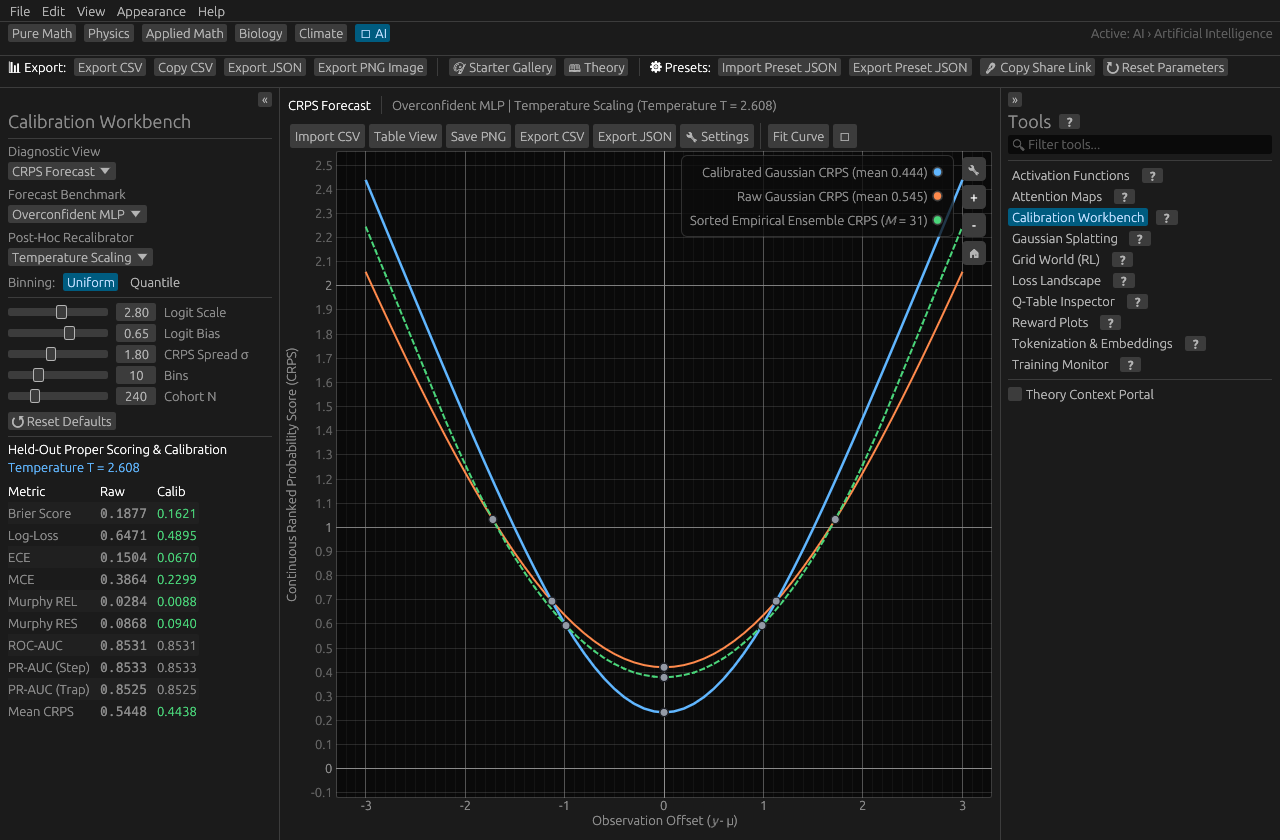 File Edit View Appearance Help
Pure Math Physics Applied Math Biology Climate AI Active: AI › Artificial Intelligence
Export: Export CSV Copy CSV Export JSON Export PNG Image Starter Gallery Theory Presets: Import Preset JSON Export Preset JSON Copy Share Link Reset Parameters
«
Calibration Workbench
Diagnostic View
CRPS Forecast ▼
Forecast Benchmark
Overconfident MLP ▼
Post-Hoc Recalibrator
Temperature Scaling ▼
Binning: Uniform Quantile
2.80 Logit Scale
0.65 Logit Bias
1.80 CRPS Spread σ
10 Bins
240 Cohort N
Reset Defaults
Held-Out Proper Scoring & Calibration
Temperature T = 2.608
Metric Raw Calib
Brier Score 0.1877 0.1621
Log-Loss 0.6471 0.4895
ECE 0.1504 0.0670
MCE 0.3864 0.2299
Murphy REL 0.0284 0.0088
Murphy RES 0.0868 0.0940
ROC-AUC 0.8531 0.8531
PR-AUC (Step) 0.8533 0.8533
PR-AUC (Trap) 0.8525 0.8525
Mean CRPS 0.5448 0.4438
CRPS Forecast Overconfident MLP | Temperature Scaling (Temperature T = 2.608)
Import CSV Table View Save PNG Export CSV Export JSON Settings Fit Curve
Calibrated Gaussian CRPS (mean 0.444)
Raw Gaussian CRPS (mean 0.545)
Sorted Empirical Ensemble CRPS (M = 31)
+
-
Continuous Ranked Probability Score (CRPS)
2.5
2.4
2.3
2.2
2.1
2
1.9
1.8
1.7
1.6
1.5
1.4
1.3
1.2
1.1
1
0.9
0.8
0.7
0.6
0.5
0.4
0.3
0.2
0.1
0
-0.1
-3 -2 -1 0 1 2 3
Observation Offset (y - μ)
»
Tools ?
Filter tools...
Activation Functions ?
Attention Maps ?
Calibration Workbench ?
Gaussian Splatting ?
Grid World (RL) ?
Loss Landscape ?
Q-Table Inspector ?
Reward Plots ?
Tokenization & Embeddings ?
Training Monitor ?
Theory Context Portal